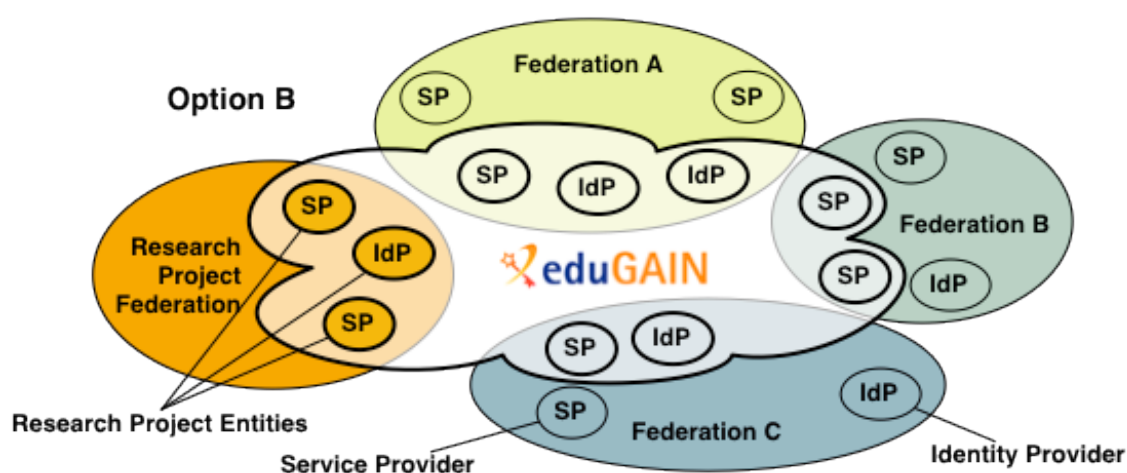 Option B
Federation A
SP
SP
SP
IdP
IdP
SP
SP
Federation B
SP
IdP
Research
Project
Federation
SP
IdP
SP
eduGAIN
SP
IdP
SP
IdP
Federation C
Research Project Entities
Service Provider
Identity Provider